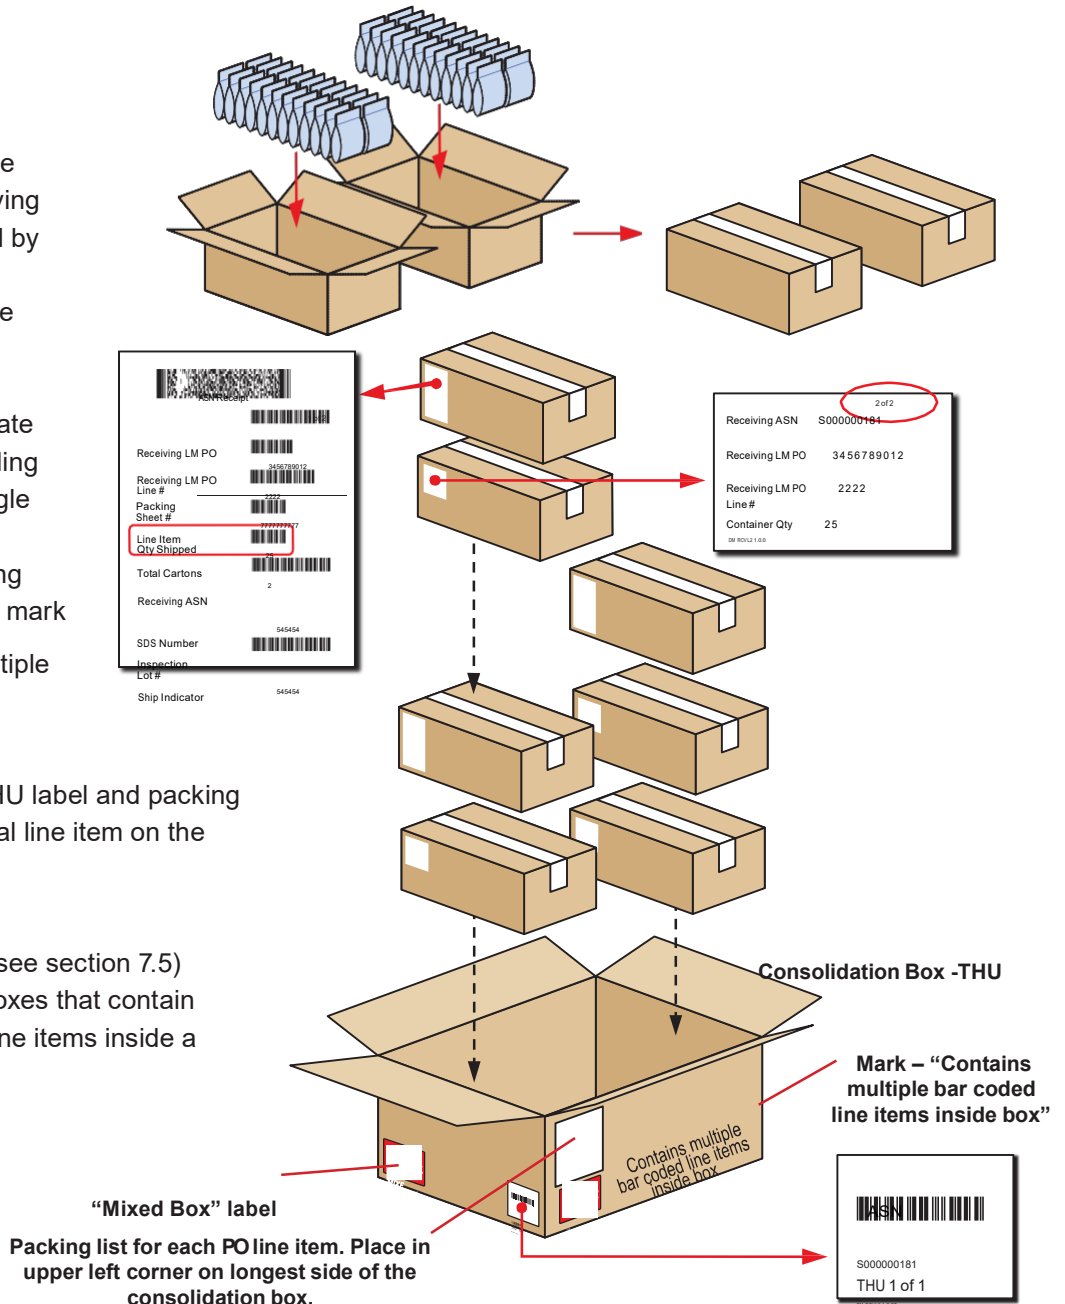 e
ving
l by
e
ate
ling
gle
ng
mark
tiple
HU label and packing
al line item on the
see section 7.5)
oxes that contain
ne items inside a
ASN Receipt
Receiving LM PO
3456789012
Receiving LM PO
Line #
2222
Packing
Sheet #
7777777777
Line Item
Qty Shipped
25
Total Cartons
2
Receiving ASN
545454
SDS Number
Inspection
Lot #
Ship Indicator
545454
2 of 2
Receiving ASN S000000181
Receiving LM PO 3456789012
Receiving LM PO 2222
Line #
Container Qty 25
Consolidation Box -THU
Mark – “Contains
multiple bar coded
line items inside box”
Contains multiple
bar coded line items
inside box
“Mixed Box” label
Packing list for each PO line item. Place in
upper left corner on longest side of the
consolidation box.
ASN
S000000181
THU 1 of 1